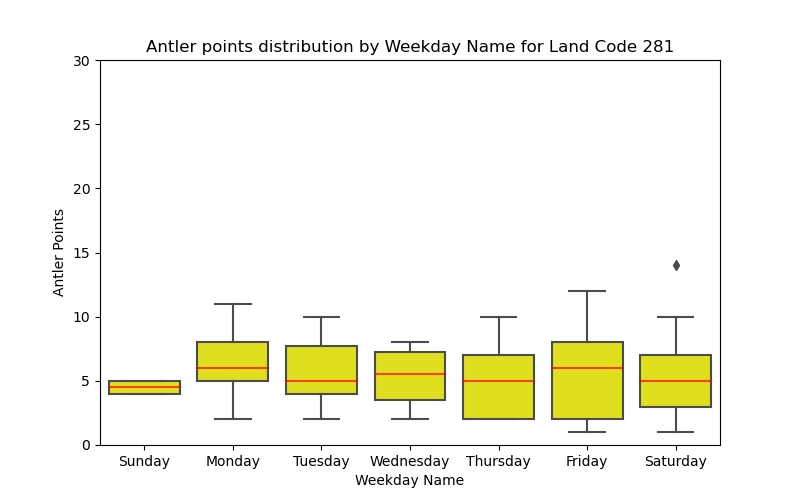 Antler points distribution by Weekday Name for Land Code 281
30
25
20
15
10
5
0
Antler Points
Sunday Monday Tuesday Wednesday Thursday Friday Saturday
Weekday Name